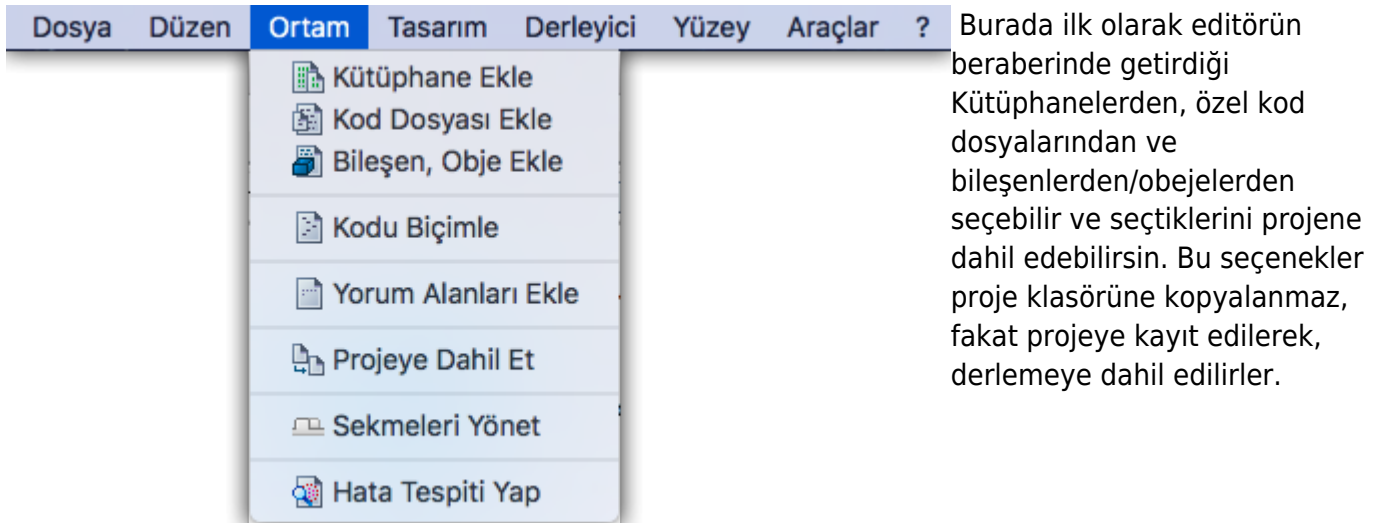 Dosya Düzen Ortam Tasarım Derleyici Yüzey Araçlar ?
Kütüphane Ekle
Kod Dosyası Ekle
Bileşen, Obje Ekle
Kodu Biçimle
Yorum Alanları Ekle
Projeye Dahil Et
Sekmeleri Yönet
Hata Tespiti Yap
Burada ilk olarak editörün
beraberinde getirdiği
Kütüphanelerden, özel kod
dosyalarından ve
bileşenlerden/obejelerden
seçebilir ve seçtiklerini projene
dahil edebilirsin. Bu seçenekler
proje klasörüne kopyalanmaz,
fakat projeye kayıt edilerek,
derlemeye dahil edilirler.